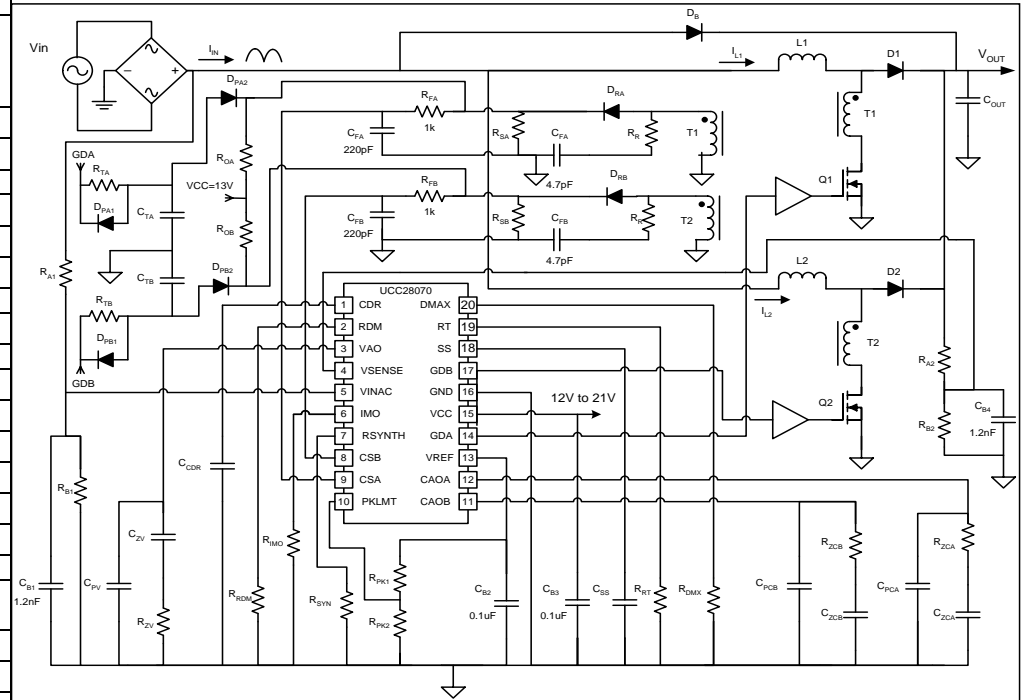 D_B
Vin
I_IN
I_L1
L1
D1
V_OUT
D_PA2
R_FA
1k
D_RA
T1
C_OUT
C_FA
220pF
R_SA
C_FA
4.7pF
R_R
T1
GDA
R_TA
D_PA1
C_TA
R_OA
VCC=13V
R_OB
R_FB
1k
D_RB
Q1
C_FB
220pF
R_SB
C_FB
4.7pF
R_R
T2
R_A1
C_TB
D_PB2
L2
D2
I_L2
R_TB
D_PB1
GDB
UCC28070
1 CDR DMAX 20
2 RDM RT 19
3 VAO SS 18
4 VSENSE GDB 17
5 VINAC GND 16
6 IMO VCC 15
7 RSYNTH GDA 14
8 CSB VREF 13
9 CSA CAOA 12
10 PKLMT CAOB 11
12V to 21V
T2
R_A2
Q2
R_B2
C_B4
1.2nF
C_CDR
R_B1
C_ZV
R_IMO
R_ZCB
R_ZCA
C_B1
1.2nF
C_PV
R_ZV
R_RDM
R_SYN
R_PK1
R_PK2
C_B2
0.1uF
C_B3
0.1uF
C_SS
R_RT
R_DMX
C_PCB
C_ZCB
C_PCA
C_ZCA